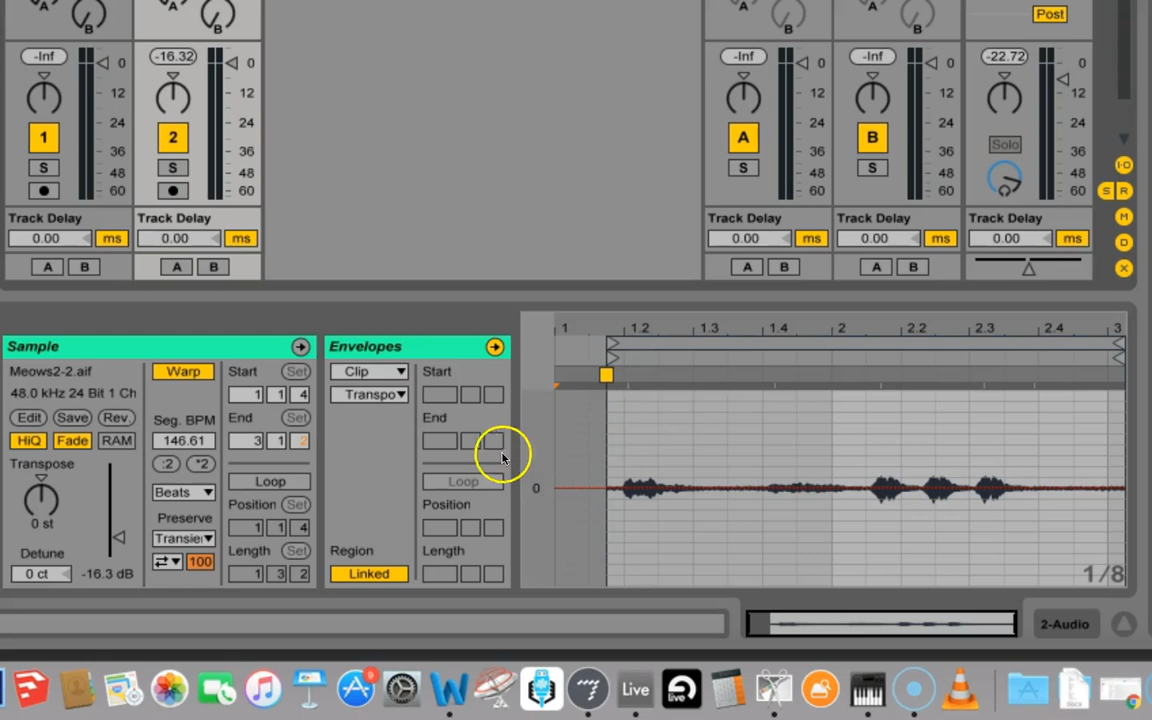 A A A A Post
B B B B
-Inf -16.32 -Inf -Inf -22.72
0 0 0 0
12 12 12 12 12
24 24 24 24 24
1 2 A B Solo
36 36 36 36 36
S S S S
48 48 48 48 48
60 60 60 60 60
I·O
S R
M
D
X
Track Delay Track Delay Track Delay Track Delay Track Delay
0.00 ms 0.00 ms 0.00 ms 0.00 ms 0.00 ms
A B A B A B A B
Sample
Meows2-2.aif
48.0 kHz 24 Bit 1 Ch
Edit Save Rev.
HiQ Fade RAM
Transpose
0 st
Detune
0 ct -16.3 dB
Warp
Seg. BPM
146.61
:2 *2
Beats
Preserve
Transie
100
Start Set
1 1 4
End Set
3 1 2
Loop
Position Set
1 1 4
Length Set
1 3 2
Envelopes
Clip
Transpo
Region
Linked
Start
End
Loop
Position
Length
1 1.2 1.3 1.4 2 2.2 2.3 2.4 3
0
1/8
2-Audio
Live
live